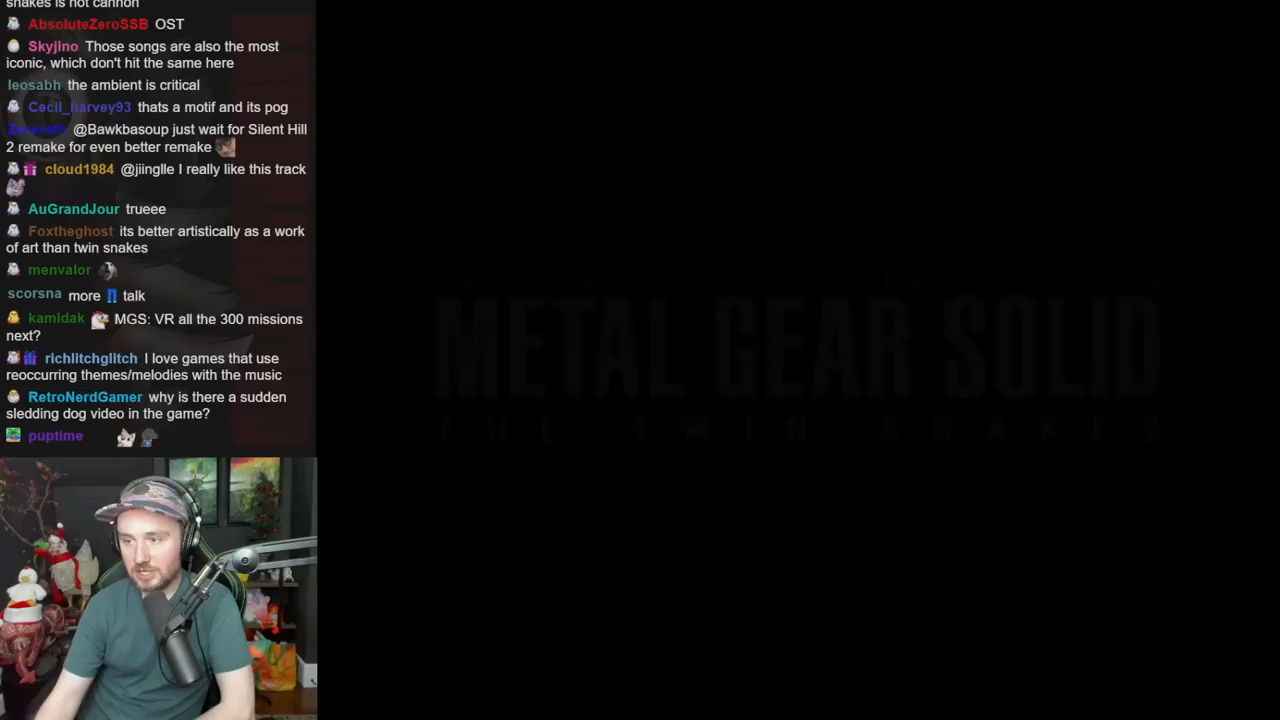 snakes is not cannon
AbsoluteZeroSSB OST
Skyjino Those songs are also the most
iconic, which don't hit the same here
leosabh the ambient is critical
Cecil_harvey93 thats a motif and its pog
@Bawkbasoup just wait for Silent Hill
2 remake for even better remake
cloud1984 @jiinglle I really like this track
AuGrandJour trueee
Foxtheghost its better artistically as a work
of art than twin snakes
menvalor
scorsna more talk
kamidak MGS: VR all the 300 missions
next?
richlitchglitch I love games that use
reoccurring themes/melodies with the music
RetroNerdGamer why is there a sudden
sledding dog video in the game?
puptime
METAL GEAR SOLID
THE TWIN SNAKES